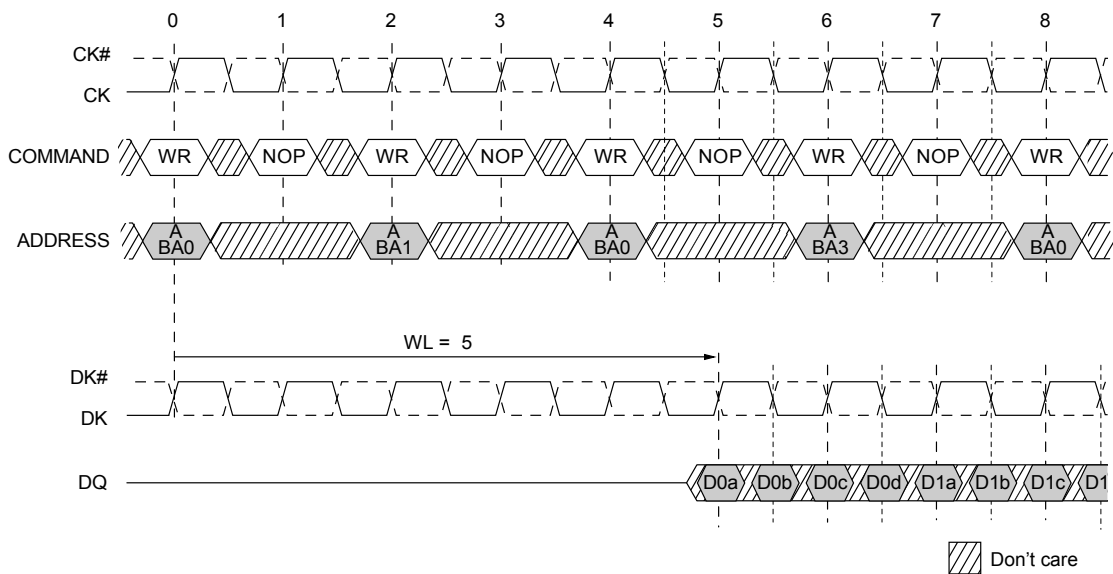 0 1 2 3 4 5 6 7 8
CK#
CK
COMMAND WR NOP WR NOP WR NOP WR NOP WR
ADDRESS A BA0 A BA1 A BA0 A BA3 A BA0
WL = 5
DK#
DK
DQ D0a D0b D0c D0d D1a D1b D1c D1
Don't care